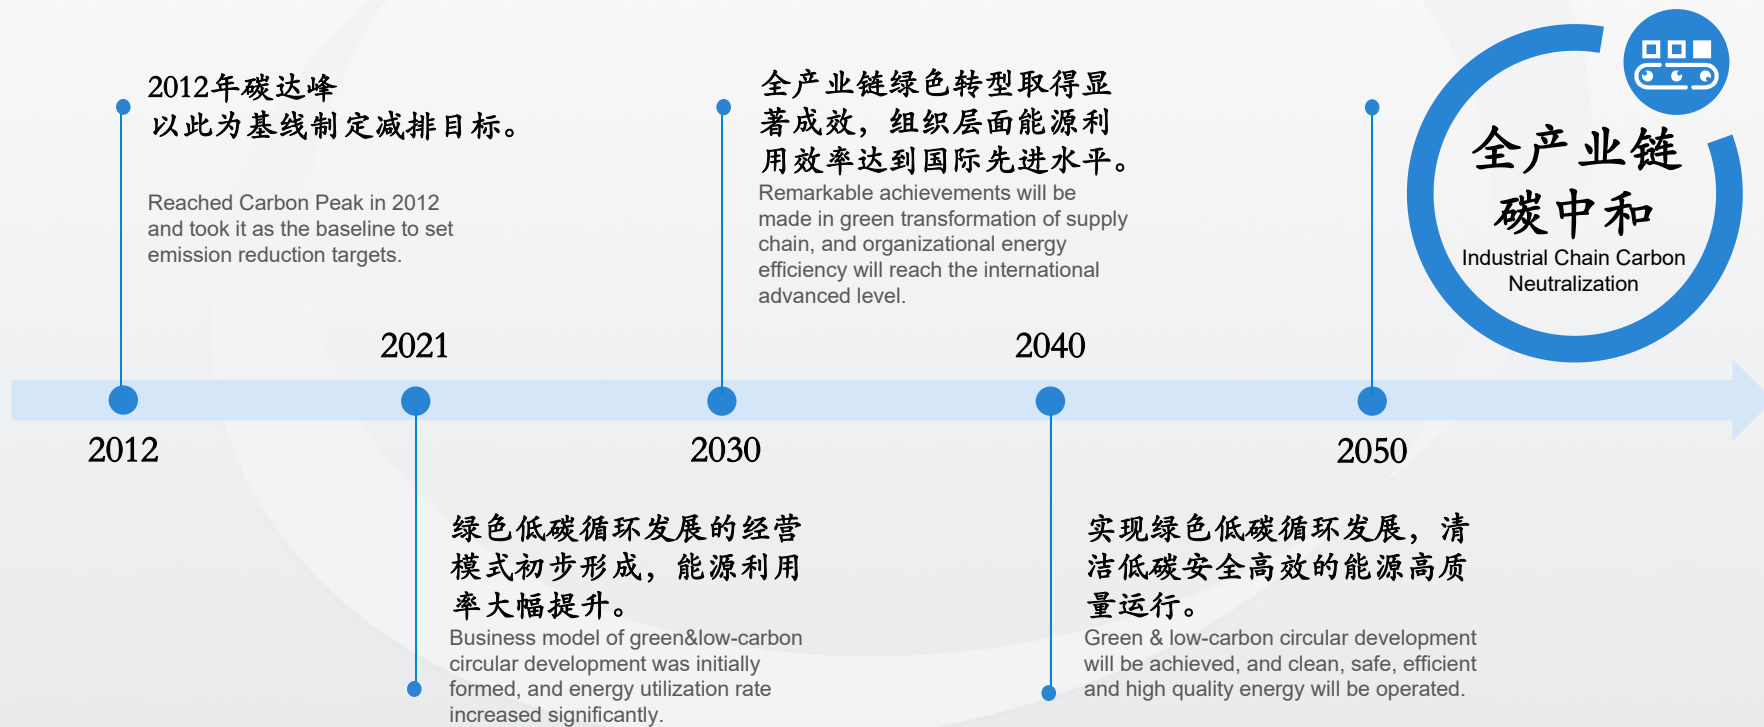 2012年碳达峰
以此为基线制定减排目标。
Reached Carbon Peak in 2012
and took it as the baseline to set
emission reduction targets.
2012
2021
绿色低碳循环发展的经营
模式初步形成，能源利用
率大幅提升。
Business model of green&low-carbon
circular development was initially
formed, and energy utilization rate
increased significantly.
全产业链绿色转型取得显
著成效，组织层面能源利
用效率达到国际先进水平。
Remarkable achievements will be
made in green transformation of supply
chain, and organizational energy
efficiency will reach the international
advanced level.
2030
2040
实现绿色低碳循环发展，清
洁低碳安全高效的能源高质
量运行。
Green & low-carbon circular development
will be achieved, and clean, safe, efficient
and high quality energy will be operated.
全产业链
碳中和
Industrial Chain Carbon
Neutralization
2050